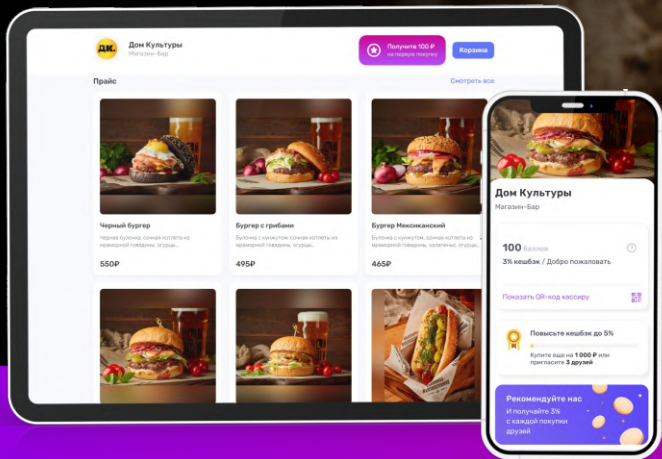 ДК.
Дом Культуры
Магазин-Бар
Получите 100 ₽
на первую покупку
Корзина
Прайс
Смотреть все
Черный бургер
Черная булочка, сочная котлета из
мраморной говядины, огурцы...
550₽
Бургер с грибами
Булочка с кунжутом, сочная котлета из
мраморной говядины, огурцы...
495₽
Бургер Мексиканский
Булочка с кунжутом, сочная котлета из
мраморной говядины, халапеньо, огурцы...
465₽
Дом Культуры
Магазин-Бар
100 Баллов
3% кешбэк / Добро пожаловать
Показать QR-код кассиру
Повысьте кешбэк до 5%
Купите еще на 1 000 ₽ или
пригласите 3 друзей
Рекомендуйте нас
И получайте 3%
с каждой покупки
друзей